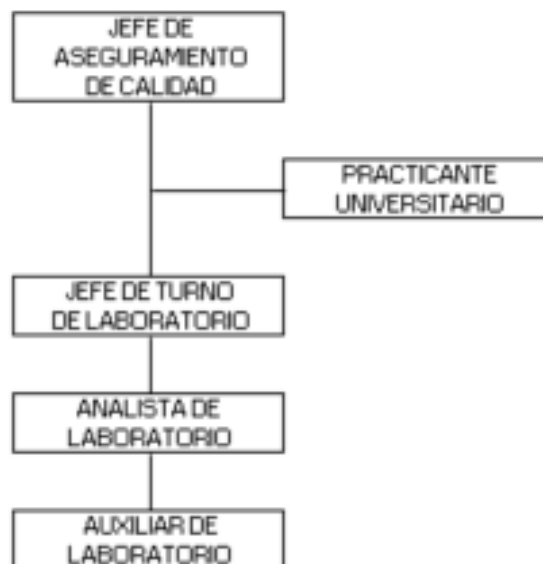 JEFE DE
ASEGURAMIENTO
DE CALIDAD
PRACTICANTE
UNIVERSITARIO
JEFE DE TURNO
DE LABORATORIO
ANALISTA DE
LABORATORIO
AUXILIAR DE
LABORATORIO